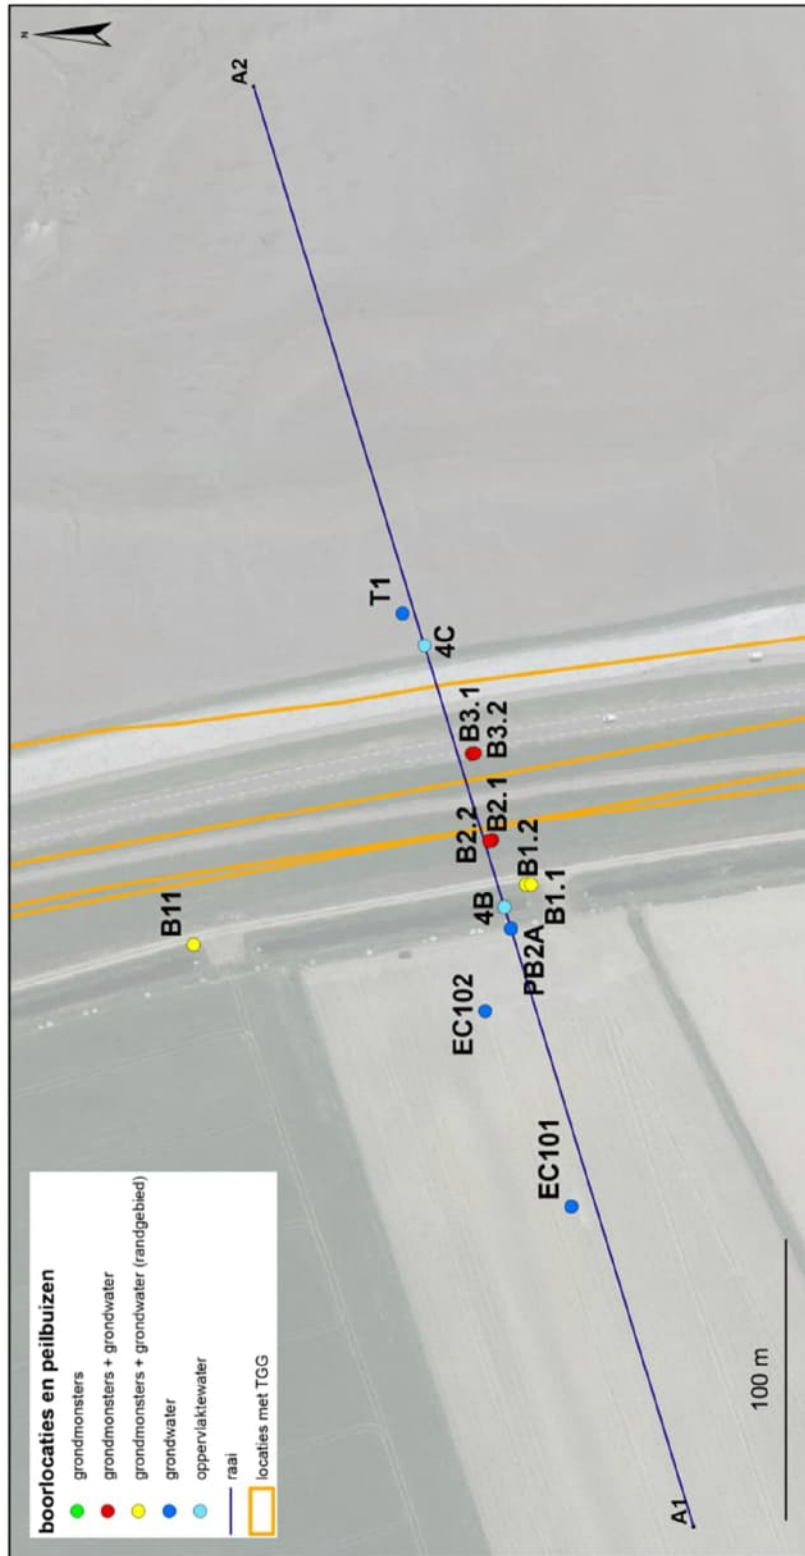 N
boorlocaties en peilbuizen
grondmonsters
grondmonsters + grondwater
grondmonsters + grondwater (randgebied)
grondwater
oppervlaktewater
raai
locaties met TGG
B11
A2
T1
4C
B3.1
B3.2
B2.2
B2.1
B1.2
B1.1
4B
PB2A
EC102
EC101
A1
100 m